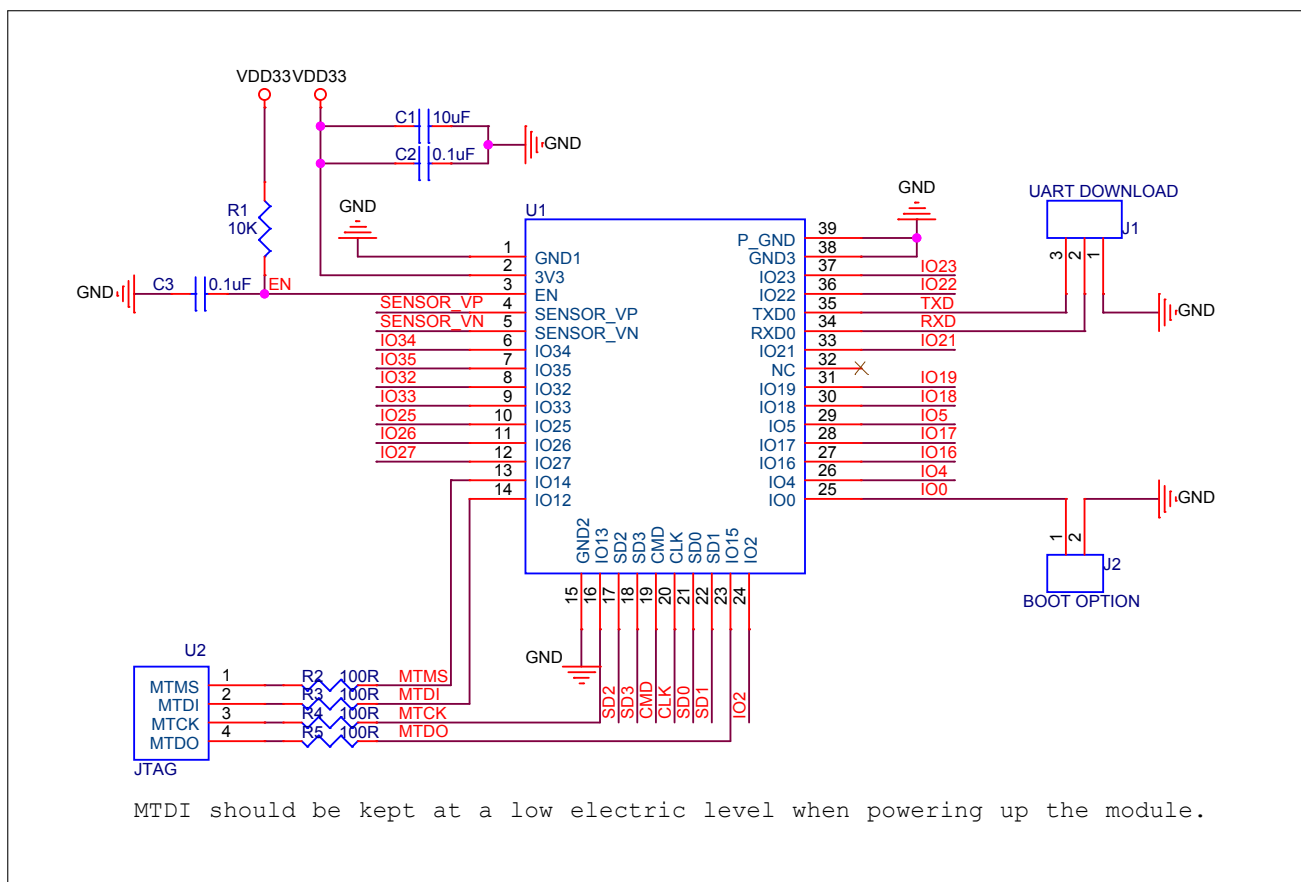 VDD33 VDD33
C1 10uF
GND
C2 0.1uF
R1
10K
GND
C3 0.1uF EN
GND
U1
1 GND1
2 3V3
3 EN
SENSOR_VP 4 SENSOR_VP
SENSOR_VN 5 SENSOR_VN
IO34 6 IO34
IO35 7 IO35
IO32 8 IO32
IO33 9 IO33
IO25 10 IO25
IO26 11 IO26
IO27 12 IO27
13 IO14
14 IO12
GND
P_GND 39
GND3 38
IO23 37 IO23
IO22 36 IO22
TXD0 35 TXD
RXD0 34 RXD
IO21 33 IO21
NC 32
IO19 31 IO19
IO18 30 IO18
IO5 29 IO5
IO17 28 IO17
IO16 27 IO16
IO4 26 IO4
IO0 25 IO0
UART DOWNLOAD
J1
3 2 1
GND
GND
1 2
J2
BOOT OPTION
GND2 IO13 SD2 SD3 CMD CLK SD0 SD1 IO15 IO2
15 16 17 18 19 20 21 22 23 24
GND
SD2 SD3 CMD CLK SD0 SD1 IO2
U2
MTMS 1 R2 100R MTMS
MTDI 2 R3 100R MTDI
MTCK 3 R4 100R MTCK
MTDO 4 R5 100R MTDO
JTAG
MTDI should be kept at a low electric level when powering up the module.